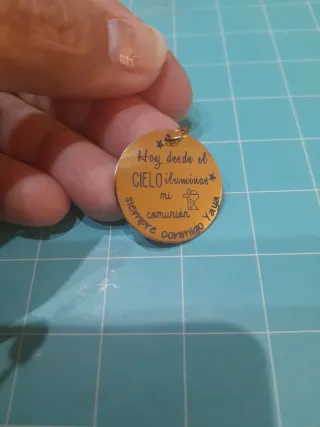 Hoy desde el
CIELO iluminas
mi
comunión
siempre conmigo Yaya